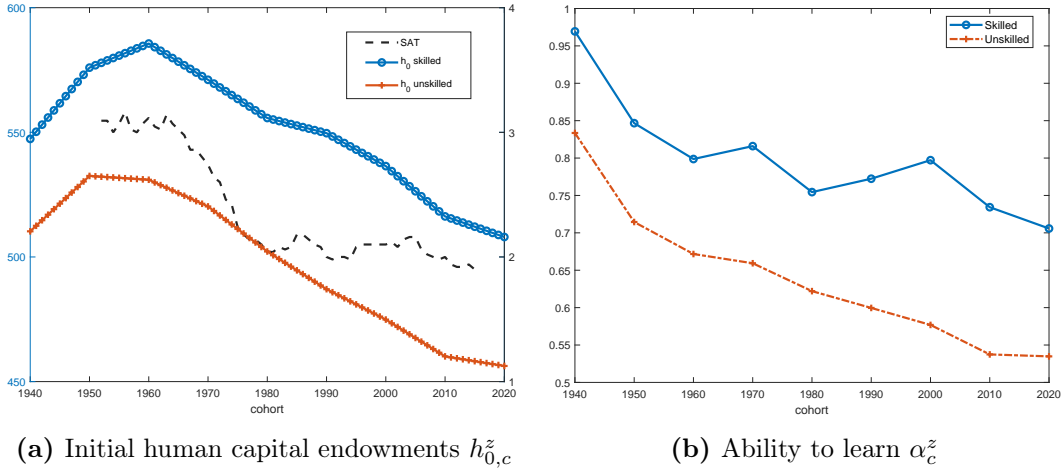 600
550
500
450
4
3
2
1
SAT
h0 skilled
h0 unskilled
1940 1950 1960 1970 1980 1990 2000 2010 2020
cohort
(a) Initial human capital endowments h^z_{0,c}
1
0.95
0.9
0.85
0.8
0.75
0.7
0.65
0.6
0.55
0.5
Skilled
Unskilled
1940 1950 1960 1970 1980 1990 2000 2010 2020
cohort
(b) Ability to learn α^z_c